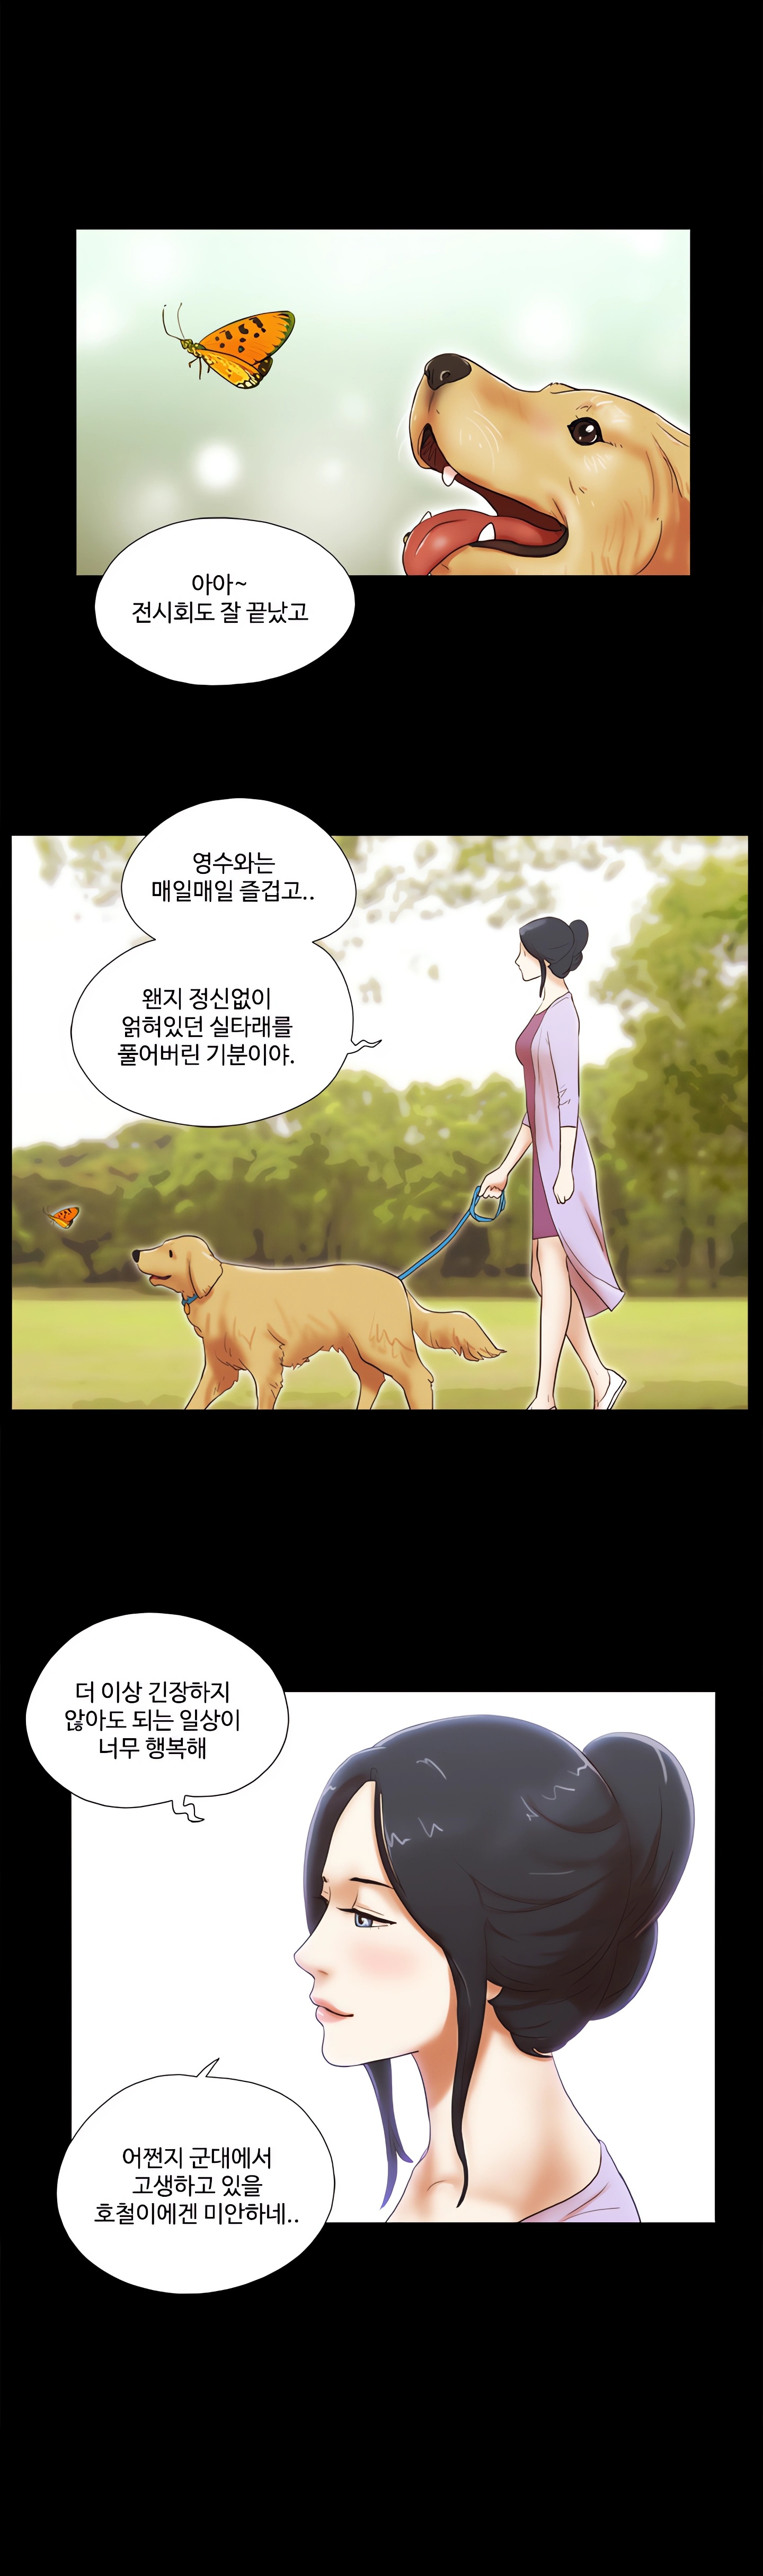 아아~
전시회도 잘 끝났고
영수와는
매일매일 즐겁고..
왠지 정신없이
얽혀있던 실타래를
풀어버린 기분이야.
더 이상 긴장하지
않아도 되는 일상이
너무 행복해
어쩐지 군대에서
고생하고 있을
호철이에겐 미안하네..